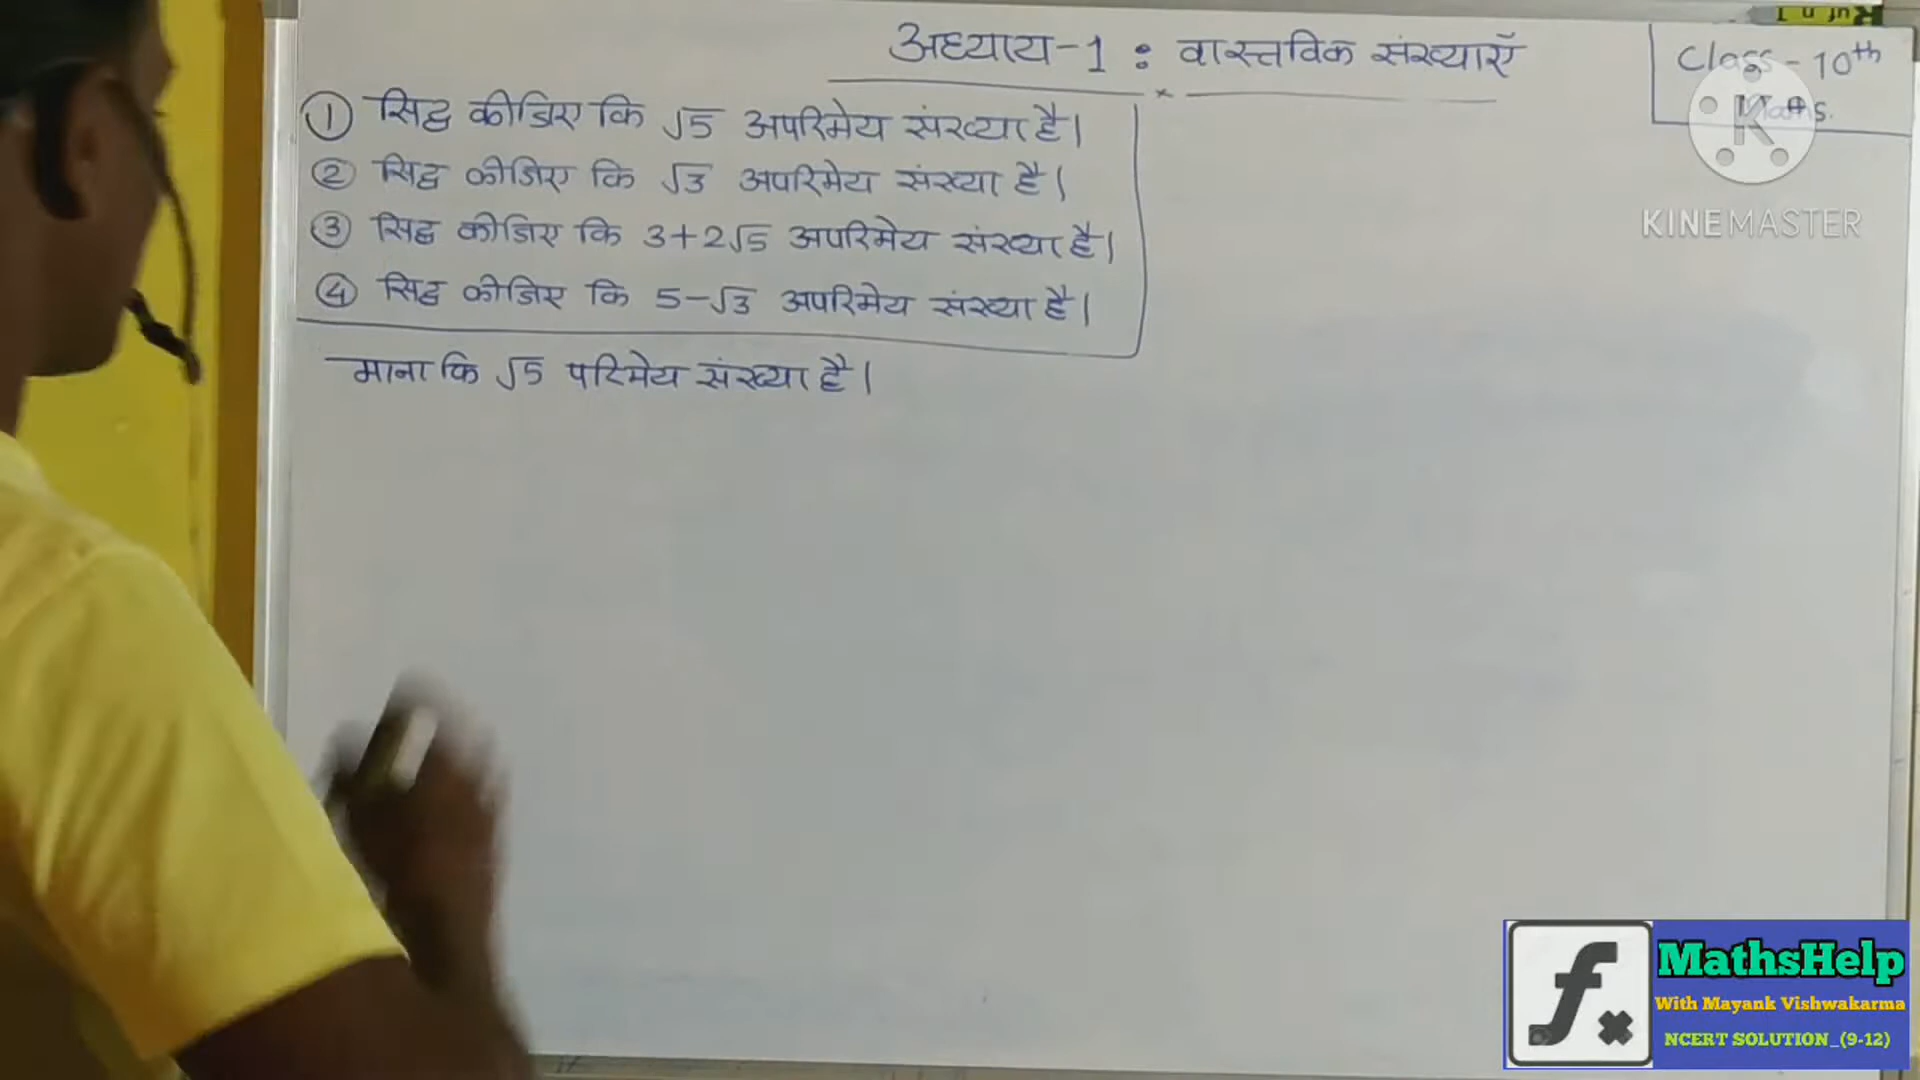 अध्याय-1 : वास्तविक संख्याएँ
Class - 10th
Maths.
① सिद्ध कीजिए कि √5 अपरिमेय संख्या है।
② सिद्ध कीजिए कि √3 अपरिमेय संख्या है।
③ सिद्ध कीजिए कि 3+2√5 अपरिमेय संख्या है।
④ सिद्ध कीजिए कि 5-√3 अपरिमेय संख्या है।
माना कि √5 परिमेय संख्या है।
K
KINEMASTER
f x
MathsHelp
With Mayank Vishwakarma
NCERT SOLUTION_(9-12)